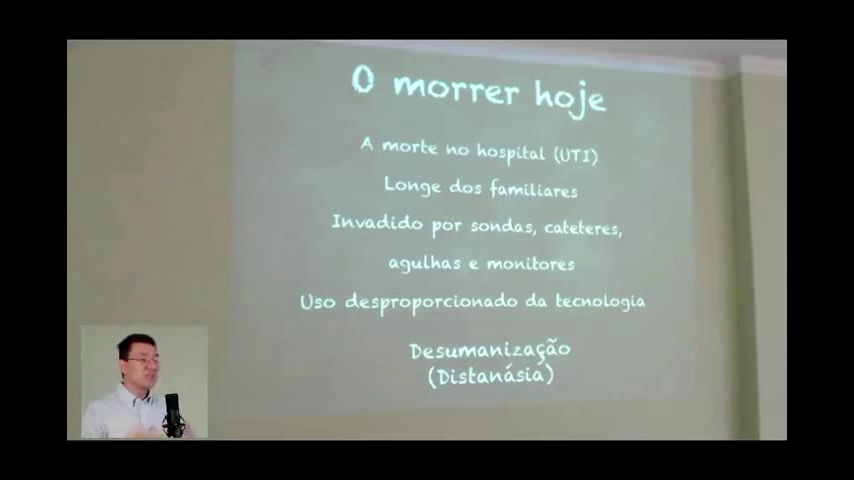 O morrer hoje
A morte no hospital (UTI)
Longe dos familiares
Invadido por sondas, cateteres,
agulhas e monitores
Uso desproporcionado da tecnologia
Desumanização
(Distanásia)